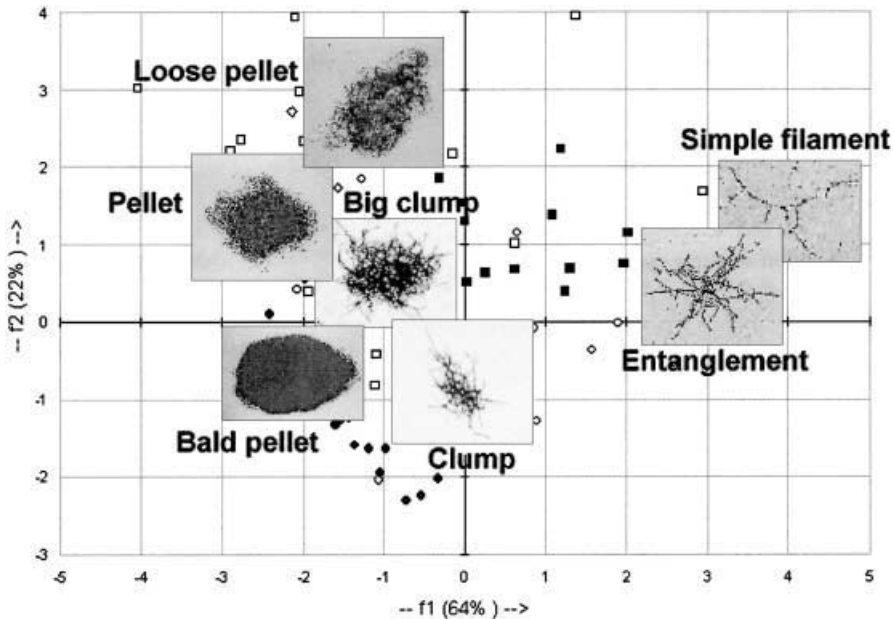 4
Loose pellet
3
Simple filament
2
Pellet
Big clump
1
0
Entanglement
-1
Bald pellet
Clump
-2
-3
-5 -4 -3 -2 -1 0 1 2 3 4 5
-- f1 (64% ) -->
-- f2 (22% ) -->